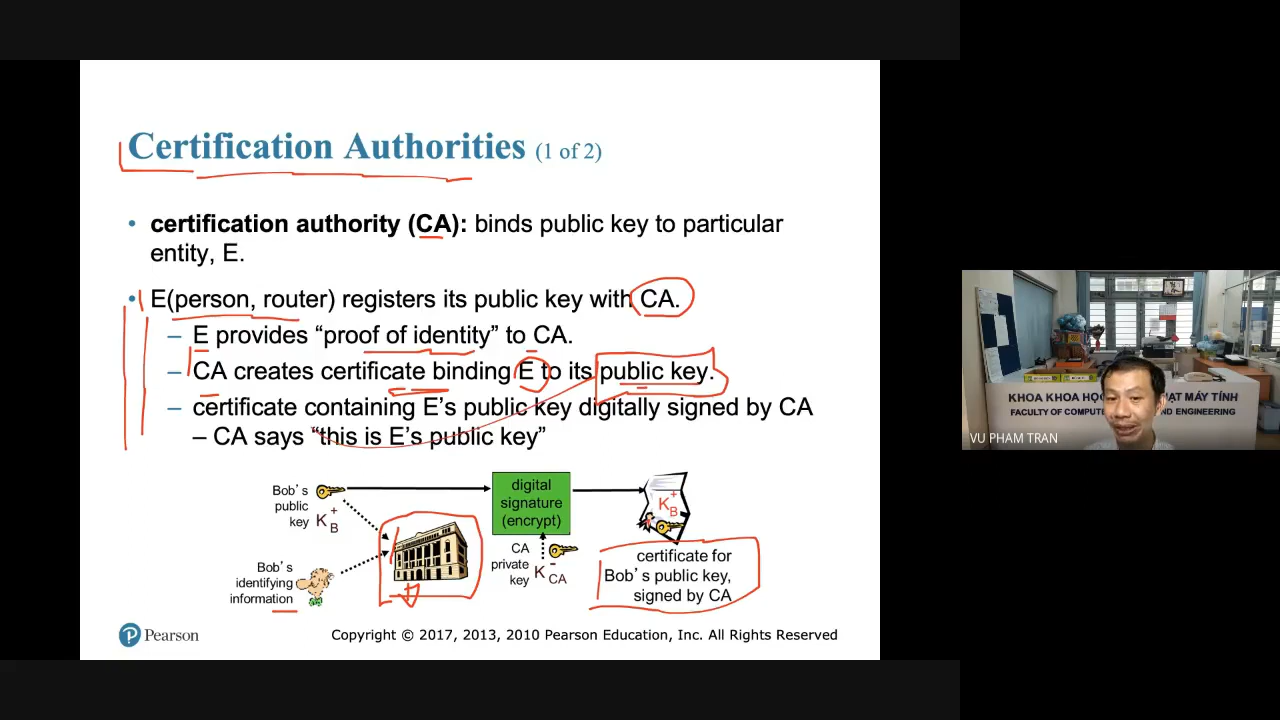 Certification Authorities (1 of 2)
• certification authority (CA): binds public key to particular
entity, E.
• E(person, router) registers its public key with CA.
– E provides “proof of identity” to CA.
– CA creates certificate binding E to its public key.
– certificate containing E’s public key digitally signed by CA
– CA says “this is E’s public key”
Bob’s
public
key K+B
digital
signature
(encrypt)
K+B
Bob’s
identifying
information
CA
private
key K-CA
certificate for
Bob’s public key,
signed by CA
P Pearson
Copyright © 2017, 2013, 2010 Pearson Education, Inc. All Rights Reserved
KHOA KHOA HỌC ẠT MÁY TÍNH
FACULTY OF COMPUTE ND ENGINEERING
VU PHAM TRAN